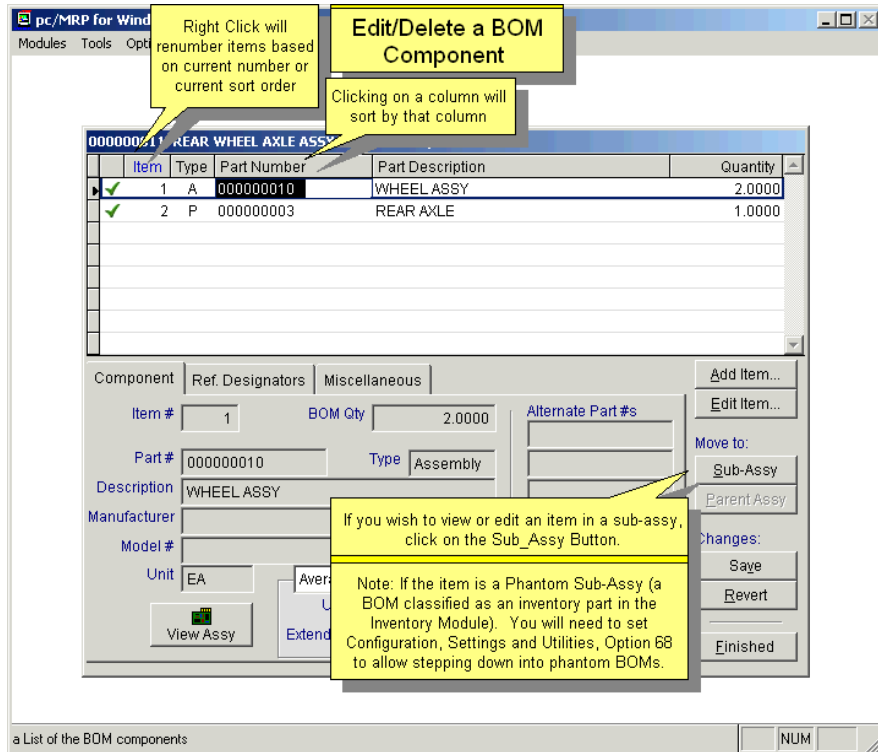 pc/MRP for Wind
Modules Tools Opti
Right Click will
renumber items based
on current number or
current sort order
Edit/Delete a BOM
Component
Clicking on a column will
sort by that column
REAR WHEEL AXLE ASSY
Item Type Part Number Part Description Quantity
1 A 000000010 WHEEL ASSY 2.0000
2 P 000000003 REAR AXLE 1.0000
Component Ref. Designators Miscellaneous
Add Item...
Edit Item...
Item # 1 BOM Qty 2.0000 Alternate Part #s
Move to:
Part # 000000010 Type Assembly
Sub-Assy
Description WHEEL ASSY
Parent Assy
Manufacturer
Model #
Unit EA
If you wish to view or edit an item in a sub-assy,
click on the Sub_Assy Button.
Note: If the item is a Phantom Sub-Assy (a
BOM classified as an inventory part in the
Inventory Module). You will need to set
Configuration, Settings and Utilities, Option 68
to allow stepping down into phantom BOMs.
Changes:
Save
Revert
Avera
U
View Assy
Extend
Finished
a List of the BOM components
NUM